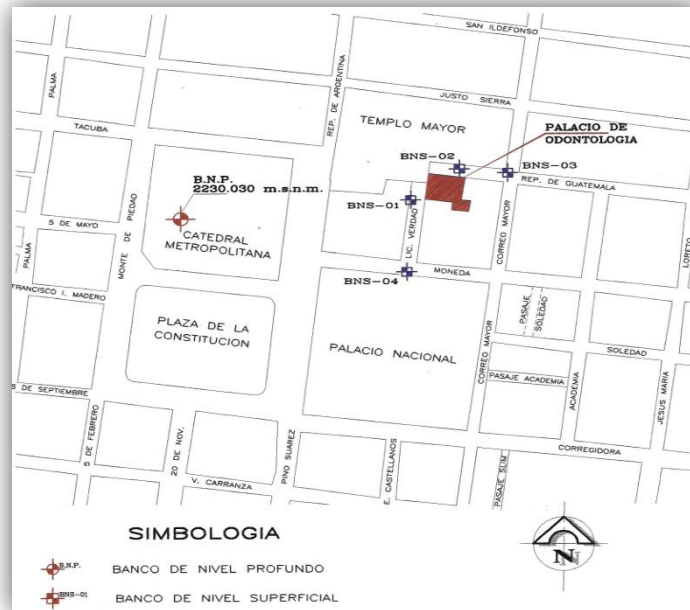 SAN ILDEFONSO
PALMA
REP. DE ARGENTINA
JUSTO SIERRA
TACUBA
TEMPLO MAYOR
PALACIO DE
ODONTOLOGIA
BNS-02
BNS-03
REP. DE GUATEMALA
B.N.P.
2230.030 m.s.n.m.
BNS-01
5 DE MAYO
MONTE DE PIEDAD
CATEDRAL
METROPOLITANA
LIC. VERDAD
CORREO MAYOR
LORETO
PALMA
BNS-04
MONEDA
FRANCISCO I. MADERO
PLAZA DE LA
CONSTITUCION
PALACIO NACIONAL
PASAJE
SOLEDAD
SOLEDAD
CORREO MAYOR
PASAJE ACADEMIA
ACADEMIA
JESUS MARIA
DE SEPTIEMBRE
5 DE FEBRERO
20 DE NOV.
PINO SUAREZ
E. CASTELLANOS
CORREGIDORA
V. CARRANZA
PASAJE SLIM
SIMBOLOGIA
N
B.N.P.
BANCO DE NIVEL PROFUNDO
BNS-01
BANCO DE NIVEL SUPERFICIAL